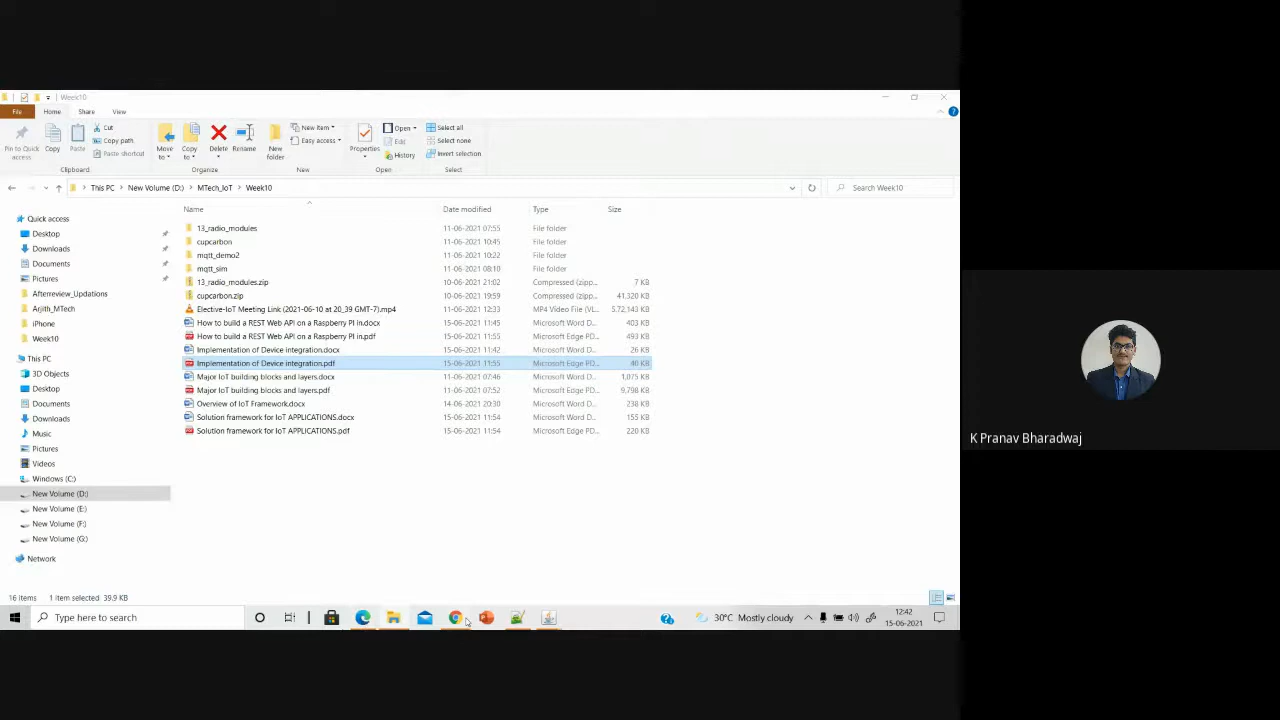 Week10
File Home Share View
Pin to Quick access Copy Paste Cut Copy path Paste shortcut Move to Copy to Delete Rename New folder New item Easy access Properties Open Edit History Select all Select none Invert selection
Clipboard Organize New Open Select
This PC New Volume (D:) MTech_IoT Week10 Search Week10
Name Date modified Type Size
13_radio_modules 11-06-2021 07:55 File folder
cupcarbon 11-06-2021 10:45 File folder
mqtt_demo2 11-06-2021 10:22 File folder
mqtt_sim 11-06-2021 08:10 File folder
13_radio_modules.zip 10-06-2021 21:02 Compressed (zipp... 7 KB
cupcarbon.zip 10-06-2021 19:59 Compressed (zipp... 41,320 KB
Elective-IoT Meeting Link (2021-06-10 at 20_39 GMT-7).mp4 11-06-2021 12:33 MP4 Video File (VL... 5,72,143 KB
How to build a REST Web API on a Raspberry PI in.docx 15-06-2021 11:45 Microsoft Word D... 403 KB
How to build a REST Web API on a Raspberry PI in.pdf 15-06-2021 11:55 Microsoft Edge PD... 493 KB
Implementation of Device integration.docx 15-06-2021 11:42 Microsoft Word D... 26 KB
Implementation of Device integration.pdf 15-06-2021 11:55 Microsoft Edge PD... 40 KB
Major IoT building blocks and layers.docx 11-06-2021 07:46 Microsoft Word D... 1,075 KB
Major IoT building blocks and layers.pdf 11-06-2021 07:52 Microsoft Edge PD... 9,798 KB
Overview of IoT Framework.docx 14-06-2021 20:30 Microsoft Word D... 238 KB
Solution framework for IoT APPLICATIONS.docx 15-06-2021 11:54 Microsoft Word D... 155 KB
Solution framework for IoT APPLICATIONS.pdf 15-06-2021 11:54 Microsoft Edge PD... 220 KB
Quick access
Desktop
Downloads
Documents
Pictures
Afterreview_Updations
Arjith_MTech
iPhone
Week10
This PC
3D Objects
Desktop
Documents
Downloads
Music
Pictures
Videos
Windows (C:)
New Volume (D:)
New Volume (E:)
New Volume (F:)
New Volume (G:)
Network
16 items 1 item selected 39.9 KB
Type here to search
30°C Mostly cloudy
12:42
15-06-2021
K Pranav Bharadwaj